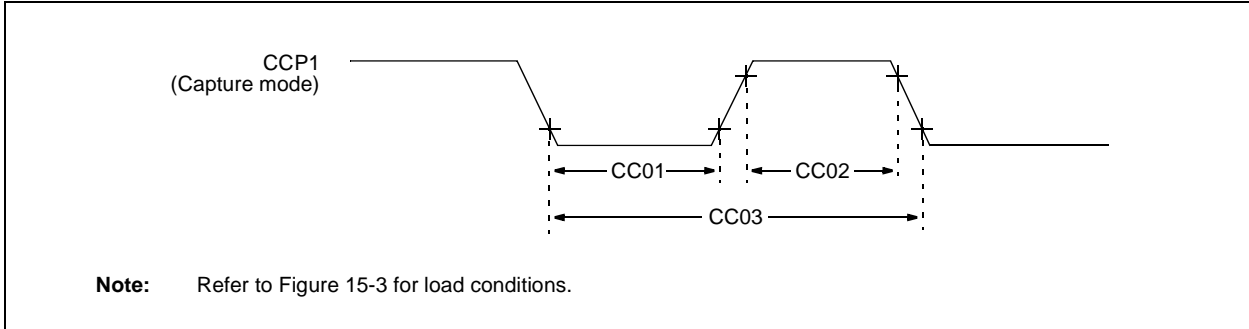 CCP1
(Capture mode)
CC01
CC02
CC03
Note: Refer to Figure 15-3 for load conditions.